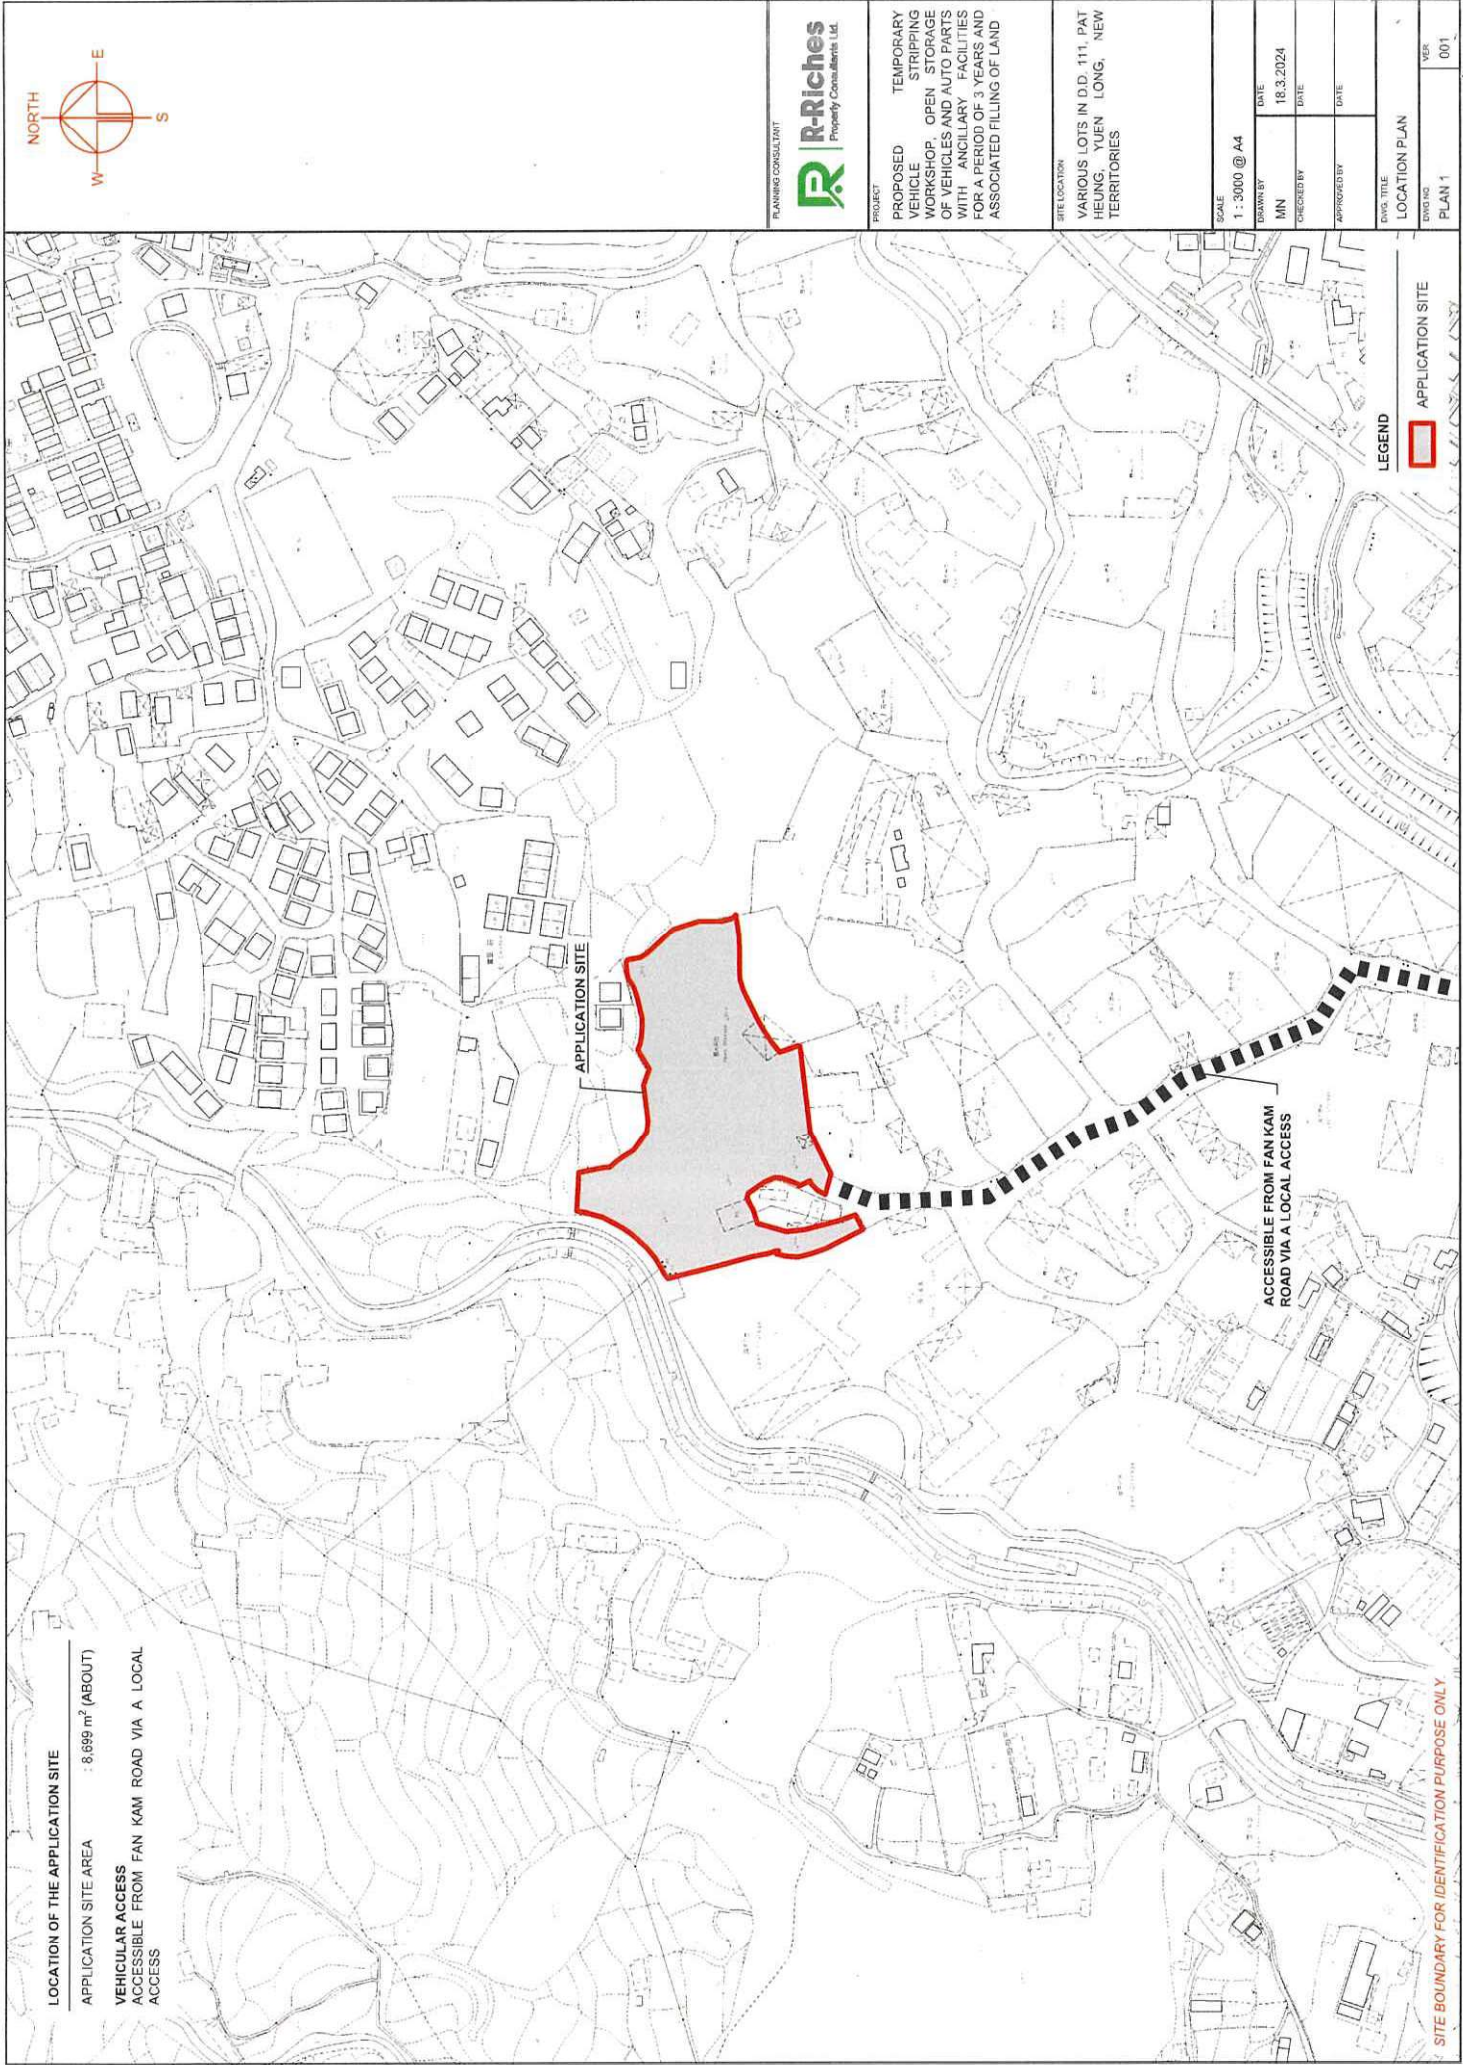 LOCATION OF THE APPLICATION SITE
APPLICATION SITE AREA : 8,699 m² (ABOUT)
VEHICULAR ACCESS
ACCESSIBLE FROM FAN KAM ROAD VIA A LOCAL
ACCESS
APPLICATION SITE
ACCESSIBLE FROM FAN KAM
ROAD VIA A LOCAL ACCESS
SITE BOUNDARY FOR IDENTIFICATION PURPOSE ONLY
LEGEND
APPLICATION SITE
NORTH
W
E
S
PLANNING CONSULTANT
R-Riches
Property Consultants Ltd.
PROJECT
PROPOSED TEMPORARY
VEHICLE STRIPPING
WORKSHOP, OPEN STORAGE
OF VEHICLES AND AUTO PARTS
WITH ANCILLARY FACILITIES
FOR A PERIOD OF 3 YEARS AND
ASSOCIATED FILLING OF LAND
SITE LOCATION
VARIOUS LOTS IN D.D. 111, PAT
HEUNG, YUEN LONG, NEW
TERRITORIES
SCALE
1 : 3000 @ A4
DRAWN BY DATE
MN 18.3.2024
CHECKED BY DATE
APPROVED BY DATE
DWG. TITLE
LOCATION PLAN
DWG NO. VER.
PLAN 1 001